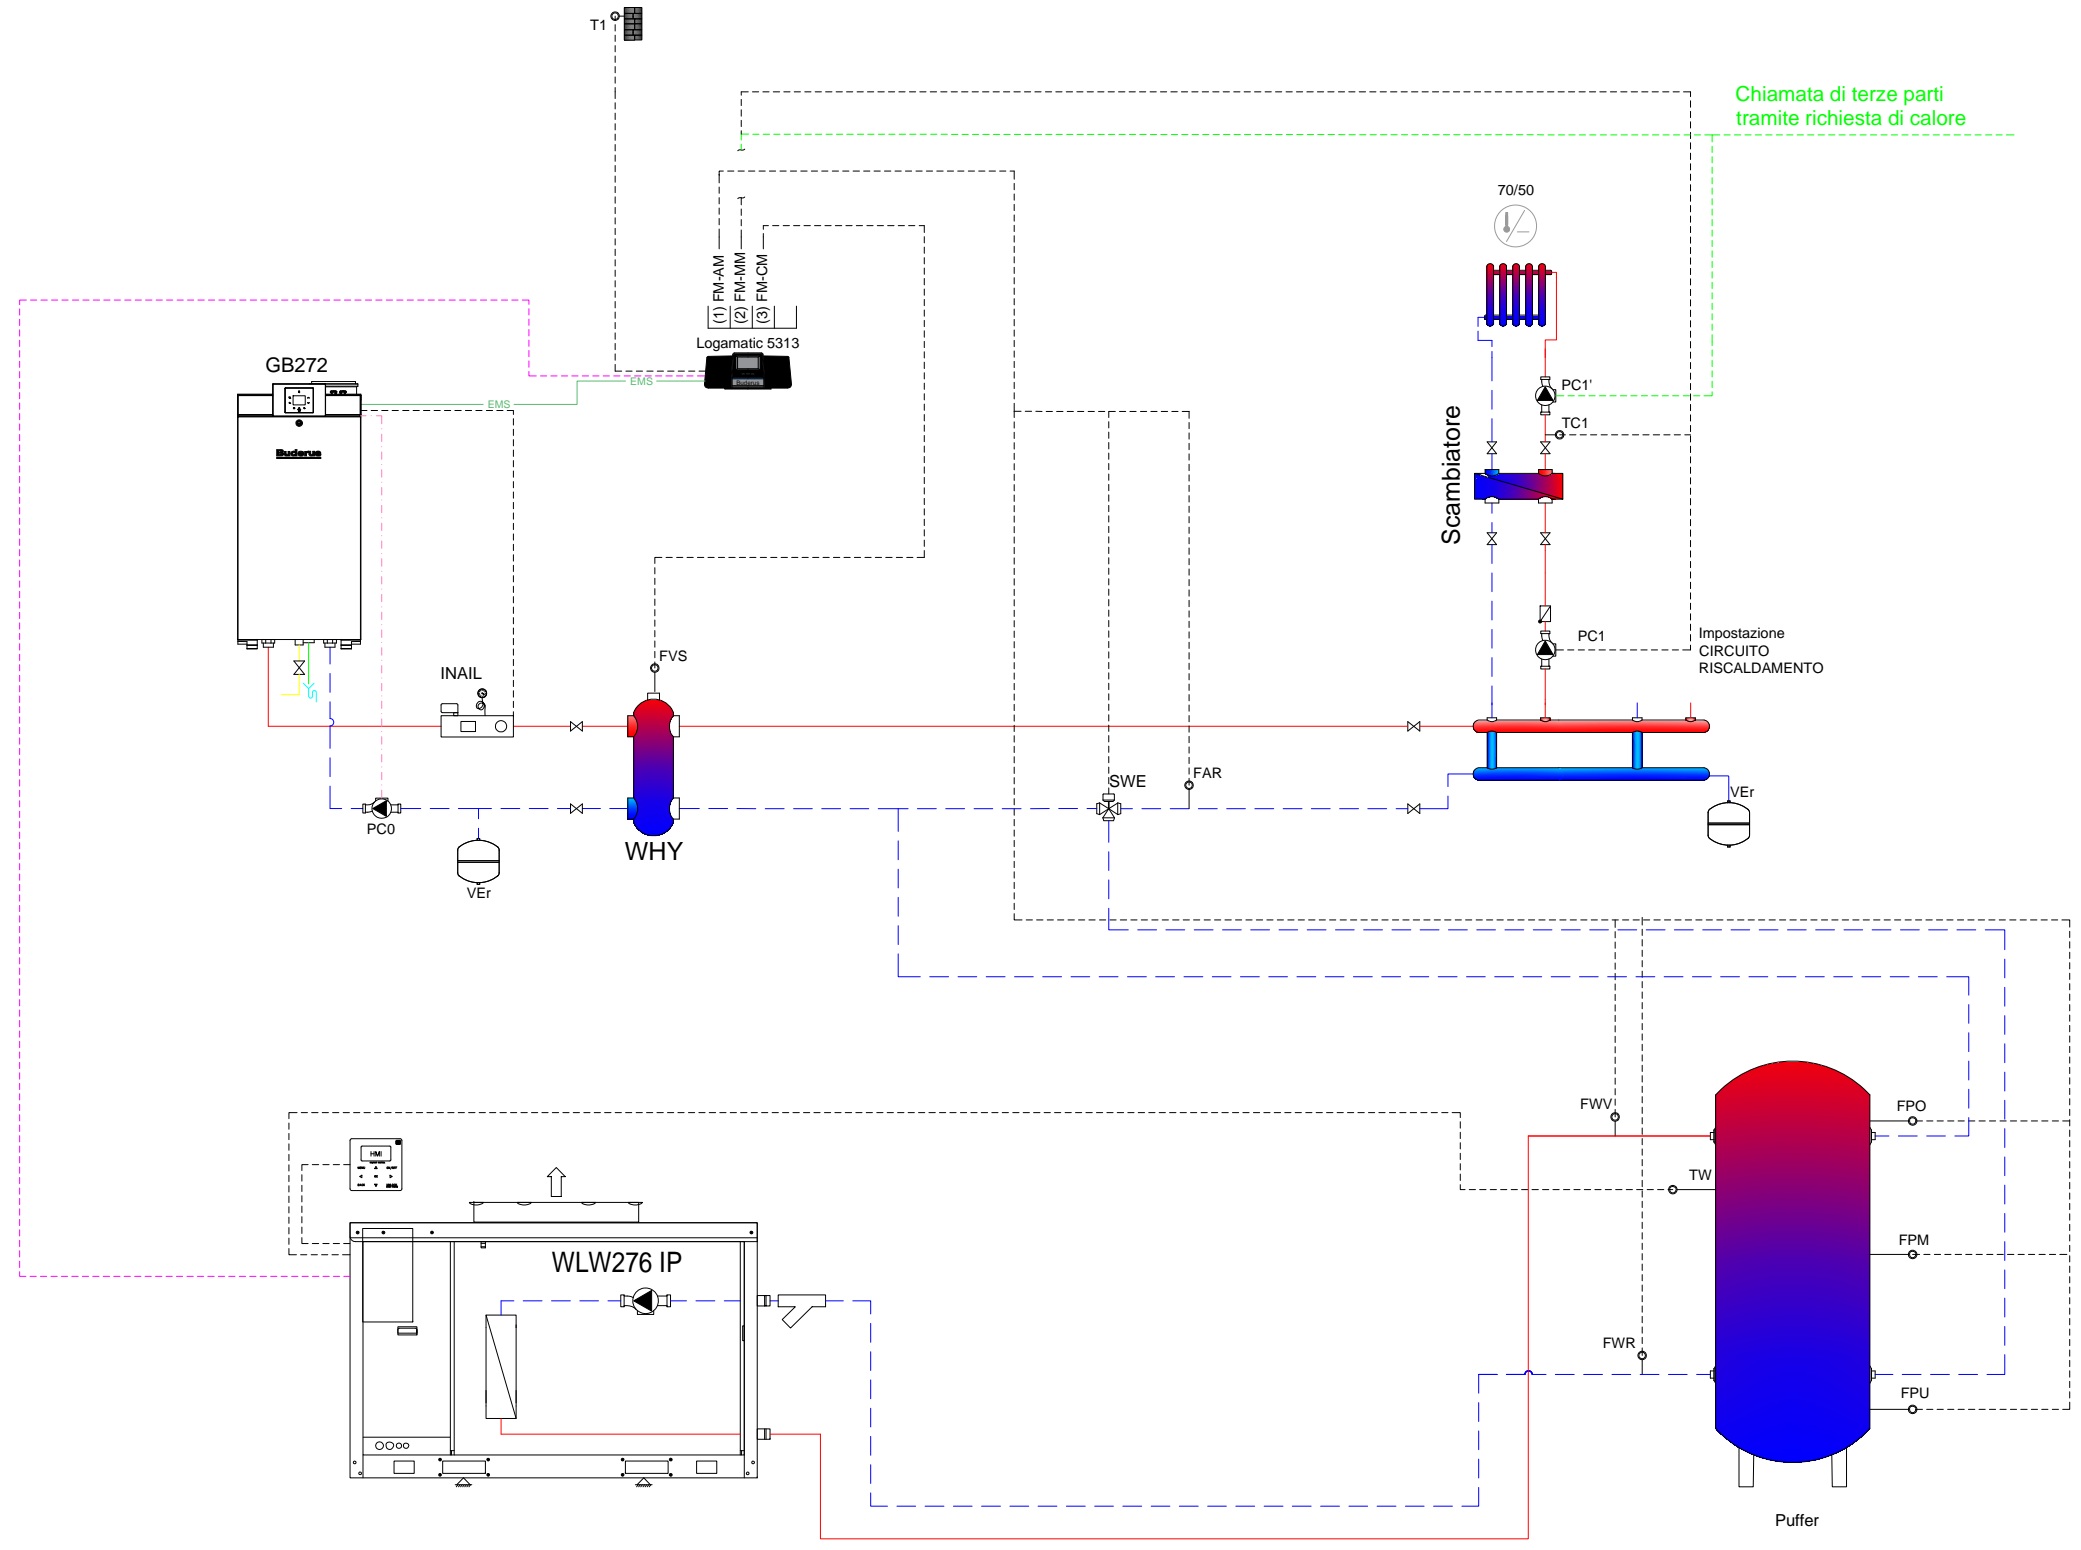 T1
Chiamata di terze parti
tramite richiesta di calore
70/50
(1) FM-AM
(2) FM-MM
(3) FM-CM
Logamatic 5313
Buderus
EMS
EMS
GB272
Buderus
PC1'
TC1
Scambiatore
PC1
Impostazione
CIRCUITO
RISCALDAMENTO
INAIL
FVS
SWE
FAR
VEr
PC0
WHY
VEr
FWV
FPO
TW
HMI
WLW276 IP
FPM
FWR
FPU
Puffer